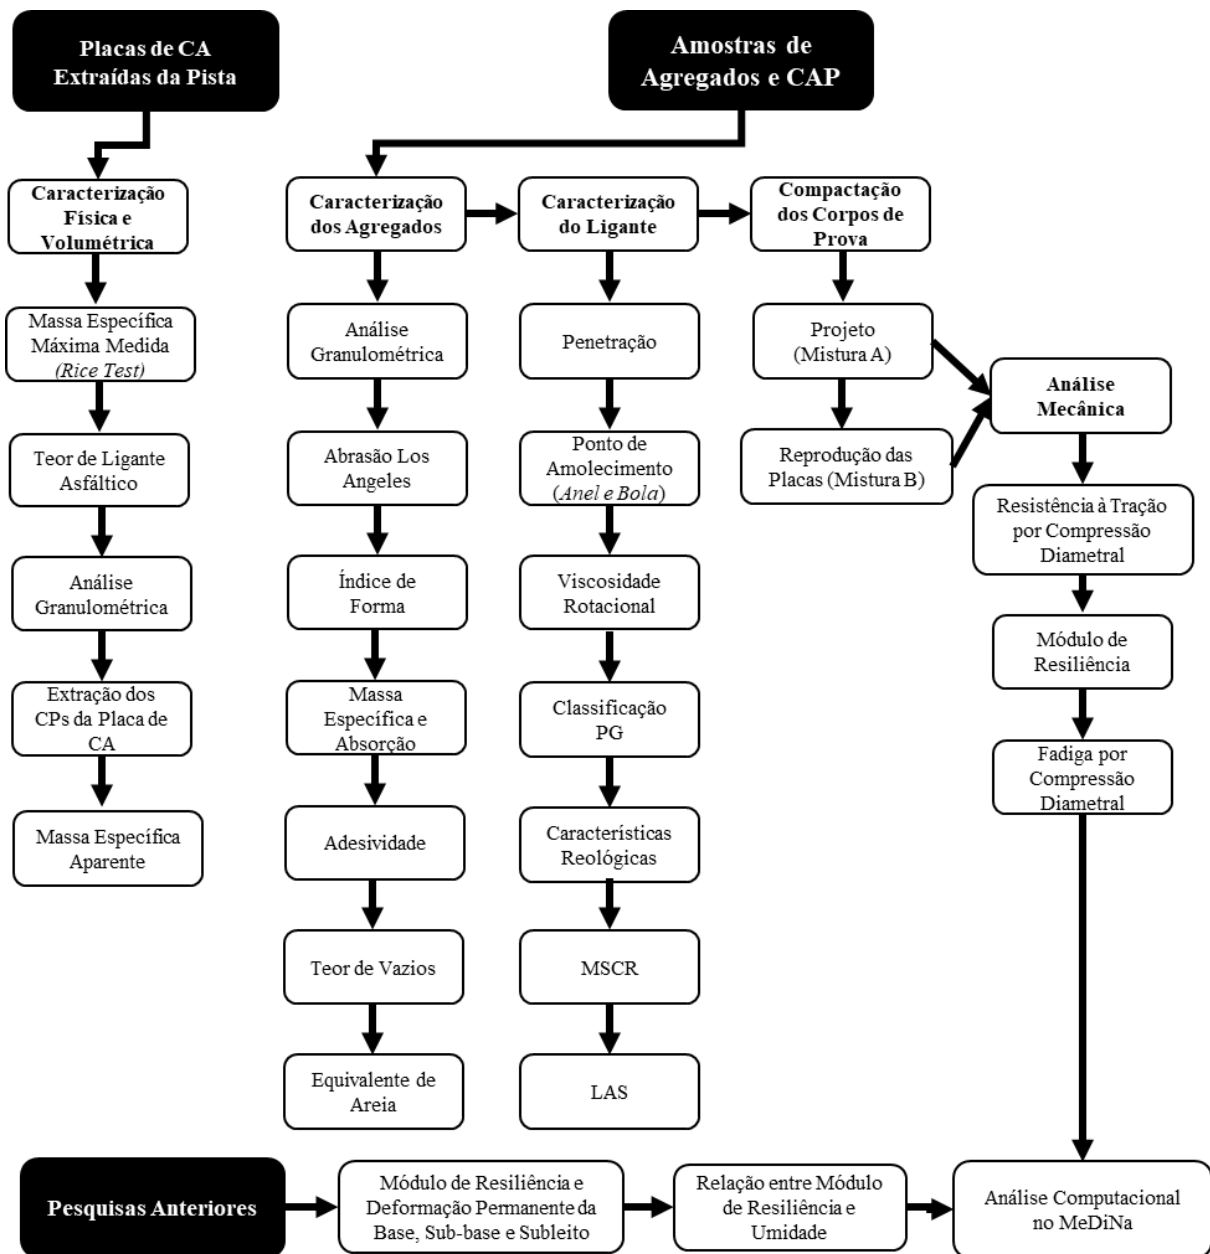 Placas de CA
Extraídas da Pista
Amostras de
Agregados e CAP
Caracterização
Física e
Volumétrica
Massa Específica
Máxima Medida
(Rice Test)
Teor de Ligante
Asfáltico
Análise
Granulométrica
Extração dos
CPs da Placa de
CA
Massa Específica
Aparente
Caracterização
dos Agregados
Análise
Granulométrica
Abrasão Los
Angeles
Índice de
Forma
Massa
Específica e
Absorção
Adesividade
Teor de Vazios
Equivalente de
Areia
Caracterização
do Ligante
Penetração
Ponto de
Amolecimento
(Anel e Bola)
Viscosidade
Rotacional
Classificação
PG
Características
Reológicas
MSCR
LAS
Compactação
dos Corpos de
Prova
Projeto
(Mistura A)
Reprodução das
Placas (Mistura B)
Análise
Mecânica
Resistência à Tração
por Compressão
Diametral
Módulo de
Resiliência
Fadiga por
Compressão
Diametral
Pesquisas Anteriores
Módulo de Resiliência e
Deformação Permanente da
Base, Sub-base e Subleito
Relação entre Módulo
de Resiliência e
Umidade
Análise Computacional
no MeDiNa